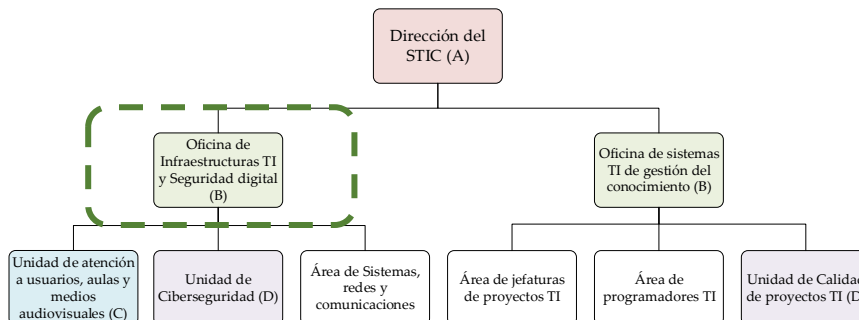 Dirección del
STIC (A)
Oficina de
Infraestructuras TI
y Seguridad digital
(B)
Oficina de sistemas
TI de gestión del
conocimiento (B)
Unidad de atención
a usuarios, aulas y
medios
audiovisuales (C)
Unidad de
Ciberseguridad (D)
Área de Sistemas,
redes y
comunicaciones
Área de jefaturas
de proyectos TI
Área de
programadores TI
Unidad de Calidad
de proyectos TI (D